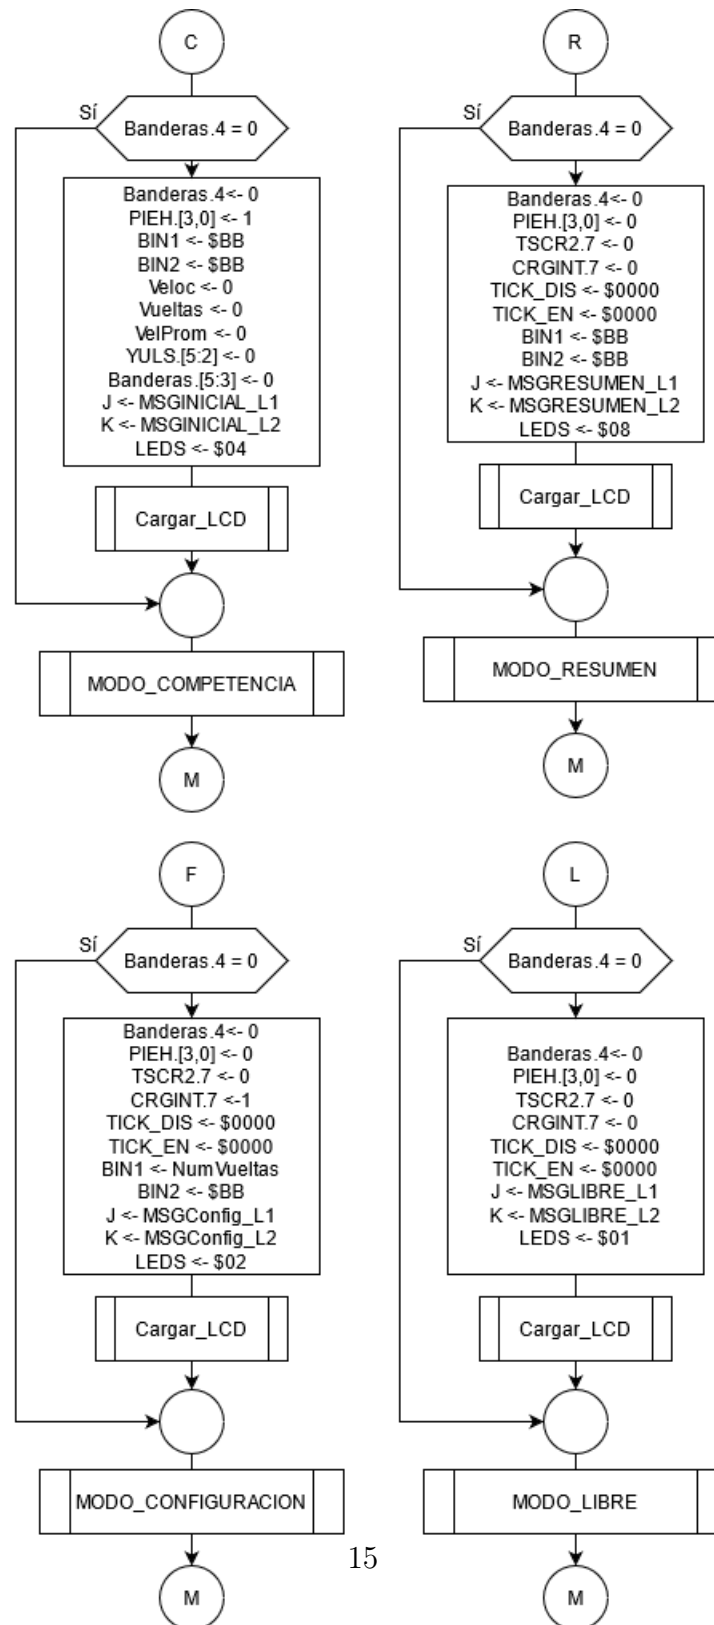 C
Sí
Banderas.4 = 0
Banderas.4<- 0
PIEH.[3,0] <- 1
BIN1 <- $BB
BIN2 <- $BB
Veloc <- 0
Vueltas <- 0
VelProm <- 0
YULS.[5:2] <- 0
Banderas.[5:3] <- 0
J <- MSGINICIAL_L1
K <- MSGINICIAL_L2
LEDS <- $04
Cargar_LCD
MODO_COMPETENCIA
M
R
Sí
Banderas.4 = 0
Banderas.4<- 0
PIEH.[3,0] <- 0
TSCR2.7 <- 0
CRGINT.7 <- 0
TICK_DIS <- $0000
TICK_EN <- $0000
BIN1 <- $BB
BIN2 <- $BB
J <- MSGRESUMEN_L1
K <- MSGRESUMEN_L2
LEDS <- $08
Cargar_LCD
MODO_RESUMEN
M
F
Sí
Banderas.4 = 0
Banderas.4<- 0
PIEH.[3,0] <- 0
TSCR2.7 <- 0
CRGINT.7 <-1
TICK_DIS <- $0000
TICK_EN <- $0000
BIN1 <- NumVueltas
BIN2 <- $BB
J <- MSGConfig_L1
K <- MSGConfig_L2
LEDS <- $02
Cargar_LCD
MODO_CONFIGURACION
M
L
Sí
Banderas.4 = 0
Banderas.4<- 0
PIEH.[3,0] <- 0
TSCR2.7 <- 0
CRGINT.7 <- 0
TICK_DIS <- $0000
TICK_EN <- $0000
J <- MSGLIBRE_L1
K <- MSGLIBRE_L2
LEDS <- $01
Cargar_LCD
MODO_LIBRE
M
15